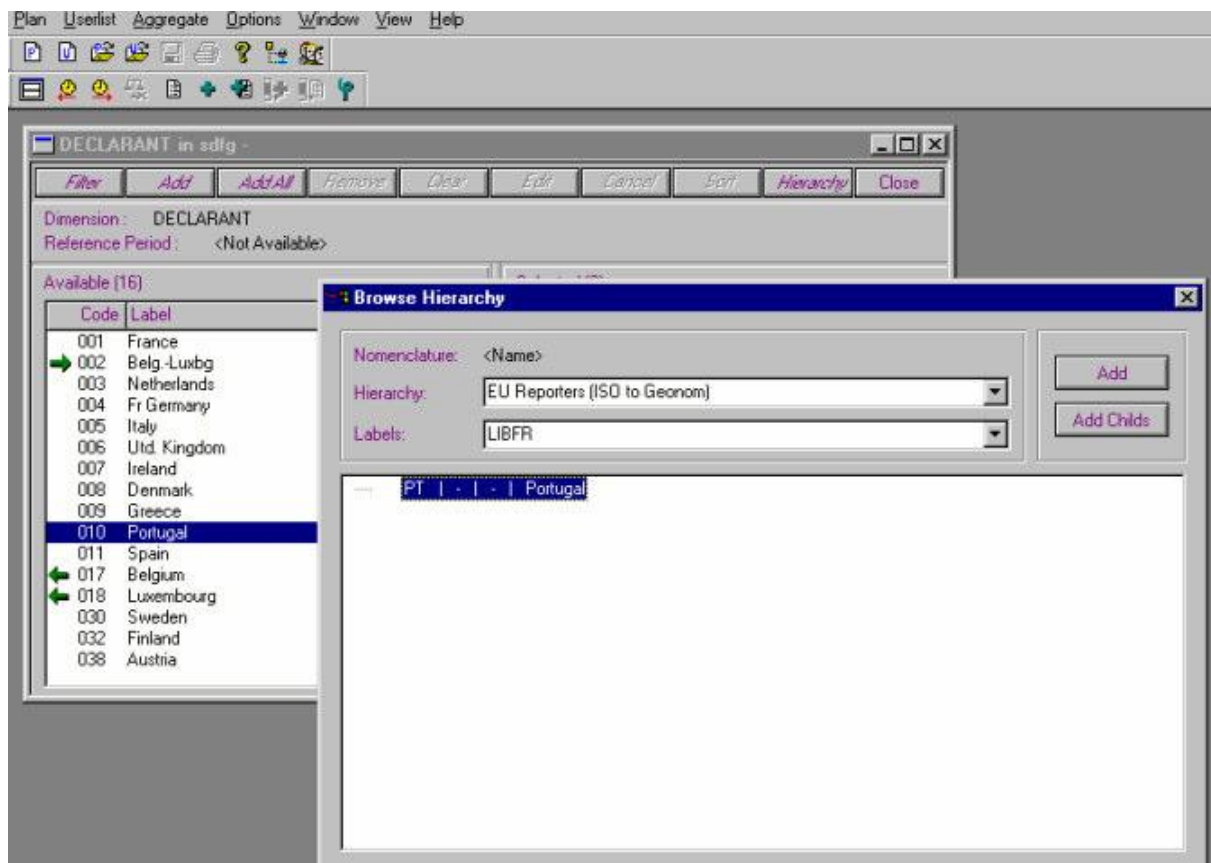 Plan Userlist Aggregate Options Window View Help
DECLARANT in sdfg -
Filter Add Add All Remove Clear Edit Cancel Sort Hierarchy Close
Dimension : DECLARANT
Reference Period : <Not Available>
Available (16)
Code Label
001 France
002 Belg.-Luxbg
003 Netherlands
004 Fr Germany
005 Italy
006 Utd. Kingdom
007 Ireland
008 Denmark
009 Greece
010 Portugal
011 Spain
017 Belgium
018 Luxembourg
030 Sweden
032 Finland
038 Austria
Browse Hierarchy
Nomenclature: <Name>
Hierarchy: EU Reporters (ISO to Geonom)
Labels: LIBFR
Add
Add Childs
PT | - | - | Portugal